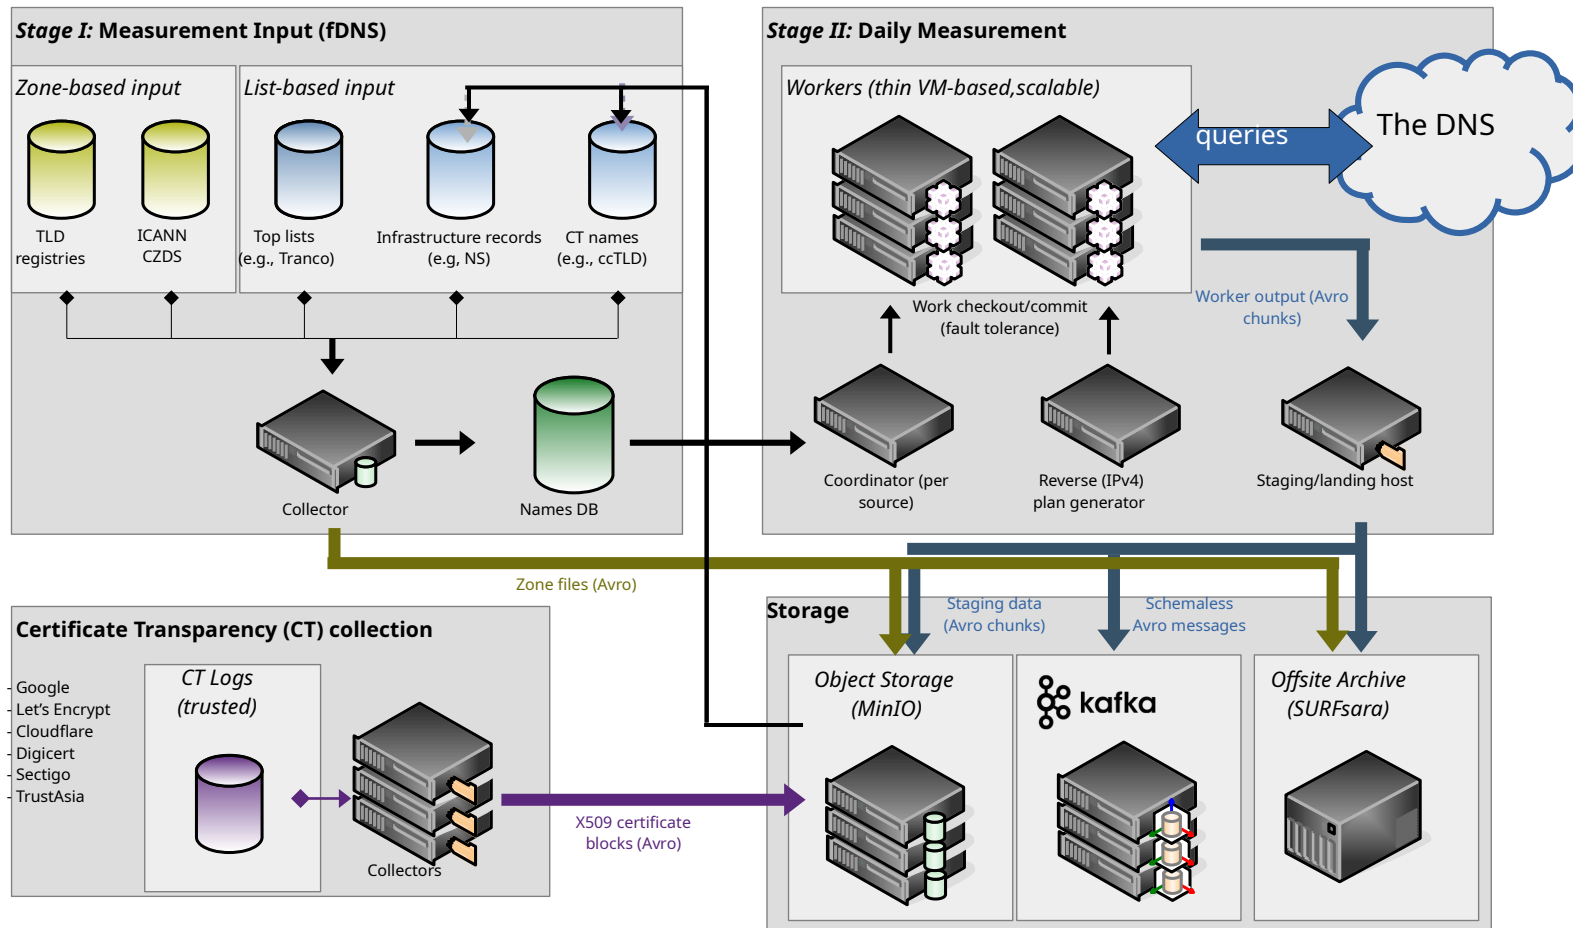 Stage I: Measurement Input (fDNS)
Zone-based input
List-based input
TLD
registries
ICANN
CZDS
Top lists
(e.g., Tranco)
Infrastructure records
(e.g, NS)
CT names
(e.g., ccTLD)
Collector
Names DB
Stage II: Daily Measurement
Workers (thin VM-based,scalable)
queries
The DNS
Work checkout/commit
(fault tolerance)
Worker output (Avro
chunks)
Coordinator (per
source)
Reverse (IPv4)
plan generator
Staging/landing host
Zone files (Avro)
Certificate Transparency (CT) collection
- Google
- Let's Encrypt
- Cloudflare
- Digicert
- Sectigo
- TrustAsia
CT Logs
(trusted)
Collectors
X509 certificate
blocks (Avro)
Storage
Staging data
(Avro chunks)
Schemaless
Avro messages
Object Storage
(MinIO)
kafka
Offsite Archive
(SURFsara)